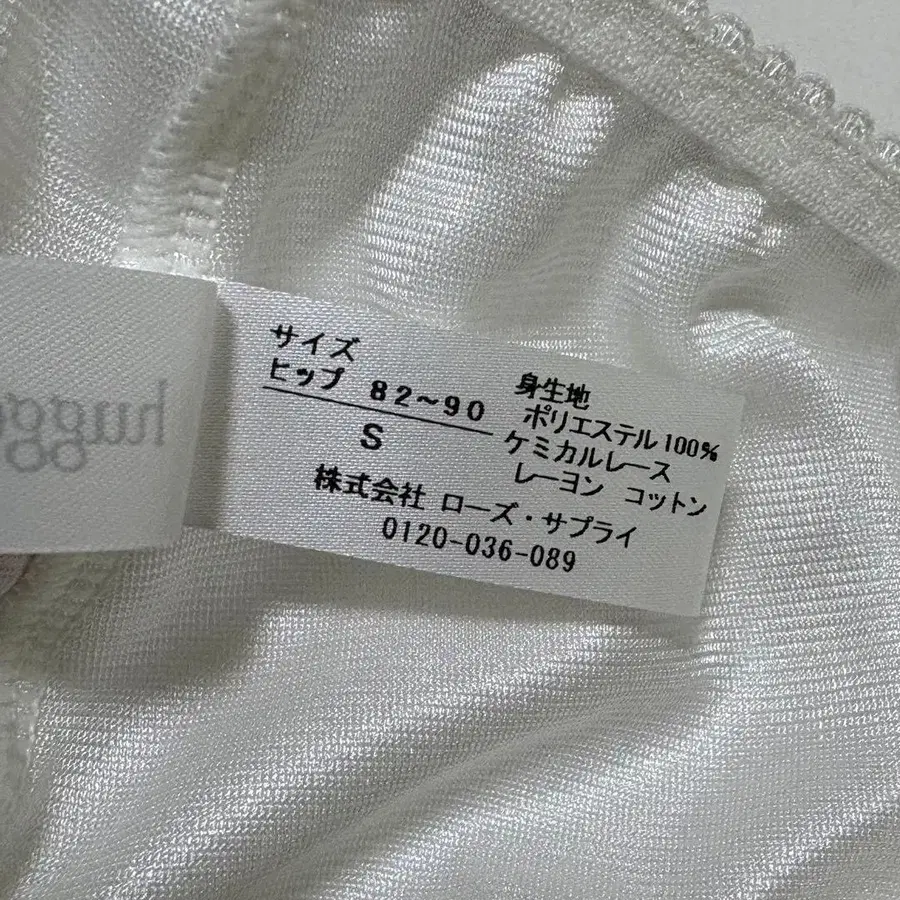 サイズ
ヒップ 82～90
S
身生地
ポリエステル100%
ケミカルレース
レーヨン コットン
株式会社 ローズ・サプライ
0120-036-089